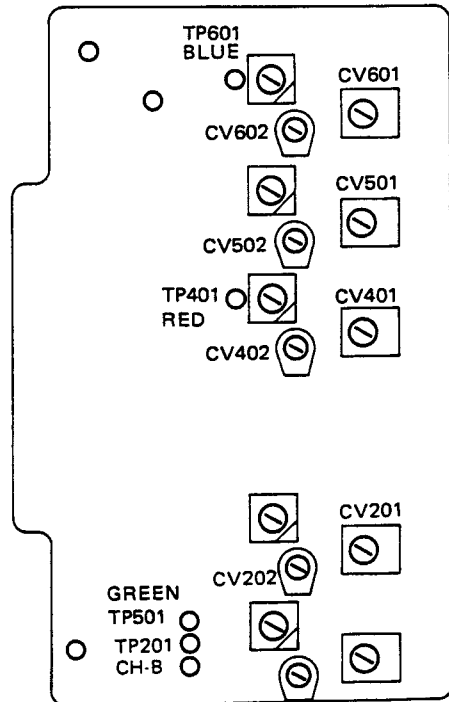 TP601
BLUE
CV601
CV602
CV501
CV502
TP401
RED
CV401
CV402
CV201
CV202
GREEN
TP501
TP201
CH-B